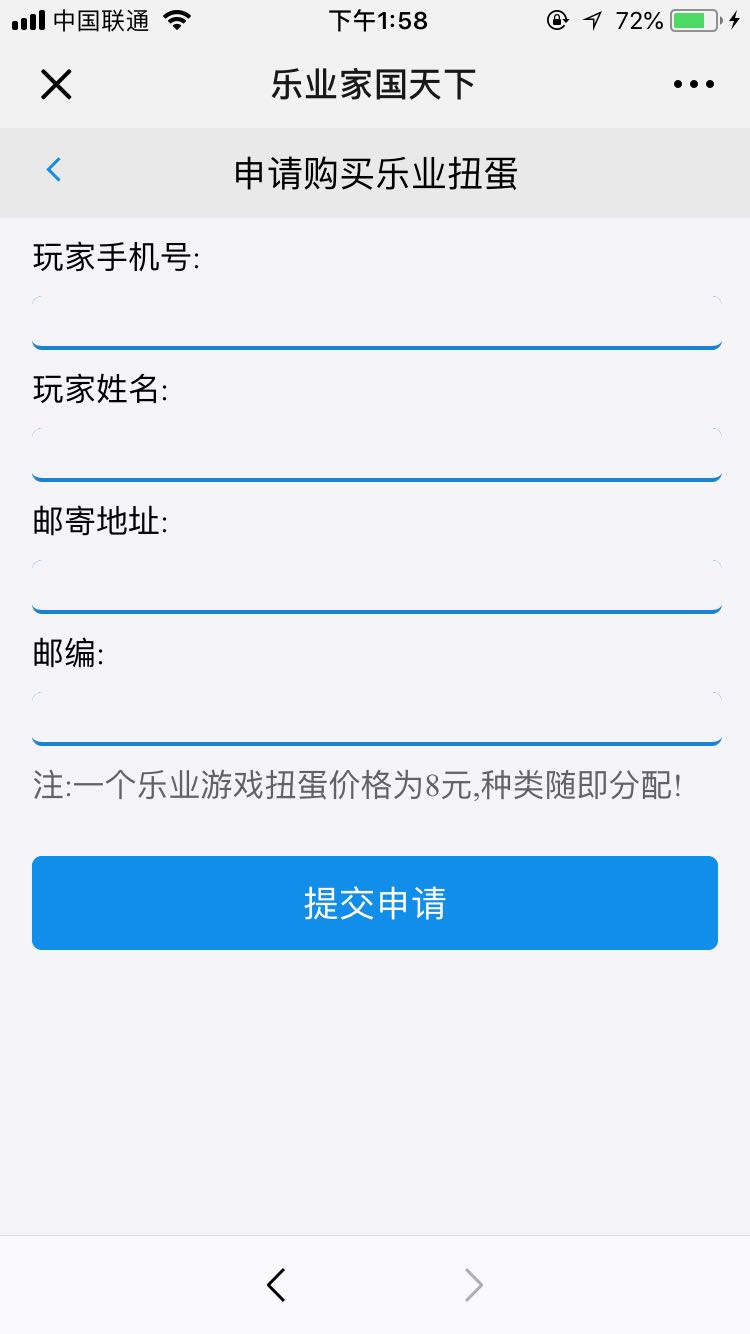 中国联通 下午1:58 72%
乐业家国天下
申请购买乐业扭蛋
玩家手机号:
玩家姓名:
邮寄地址:
邮编:
注:一个乐业游戏扭蛋价格为8元,种类随即分配!
提交申请